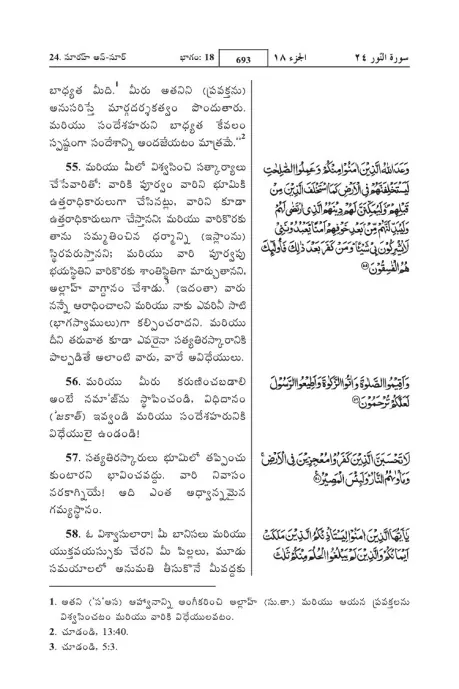 24. సూరహ్ అన్-నూర్ భాగం: 18 693 الجزء ١٨ سورة النور ٢٤
బాధ్యత మీది.1 మీరు అతనిని (ప్రవక్తను)
అనుసరిస్తే మార్గదర్శకత్వం పొందుతారు.
మరియు సందేశహరుని బాధ్యత కేవలం
స్పష్టంగా సందేశాన్ని అందజేయటం మాత్రమే."2
55. మరియు మీలో విశ్వసించి సత్కార్యాలు
చేసేవారితో: వారికి పూర్వం వారిని భూమికి
ఉత్తరాధికారులుగా చేసినట్లు, వారిని కూడా
ఉత్తరాధికారులుగా చేస్తానని; మరియు వారికొరకు
తాను సమ్మతించిన ధర్మాన్ని (ఇస్లాంను)
స్థిరపరుస్తానని; మరియు వారి పూర్వపు
భయస్థితిని వారికొరకు శాంతిస్థితిగా మార్చుతానని,
అల్లాహ్ వాగ్దానం చేశాడు.3 (ఇదంతా) వారు
నన్నే ఆరాధించాలని మరియు నాకు ఎవరినీ సాటి
(భాగస్వాములు)గా కల్పించరాదని. మరియు
దీని తరువాత కూడా ఎవరైనా సత్యతిరస్కారానికి
పాల్పడితే అలాంటి వారు, వారే అవిధేయులు.
وَعَدَ اللّٰهُ الَّذِيْنَ اٰمَنُوْا مِنْكُمْ وَعَمِلُوا الصّٰلِحٰتِ
لَيَسْتَخْلِفَنَّهُمْ فِى الْاَرْضِ كَمَا اسْتَخْلَفَ الَّذِيْنَ مِنْ
قَبْلِهِمْ وَلَيُمَكِّنَنَّ لَهُمْ دِيْنَهُمُ الَّذِى ارْتَضٰى لَهُمْ
وَلَيُبَدِّلَنَّهُمْ مِّنْۢ بَعْدِ خَوْفِهِمْ اَمْنًا يَعْبُدُوْنَنِيْ
لَا يُشْرِكُوْنَ بِيْ شَيْـًٔا وَمَنْ كَفَرَ بَعْدَ ذٰلِكَ فَاُولٰٓئِكَ
هُمُ الْفٰسِقُوْنَ ۝٥٥
56. మరియు మీరు కరుణించబడాలి
అంటే నమా'జ్‌ను స్థాపించండి, విధిదానం
('జకాత్) ఇవ్వండి మరియు సందేశహరునికి
విధేయులై ఉండండి!
وَاَقِيْمُوا الصَّلٰوةَ وَاٰتُوا الزَّكٰوةَ وَاَطِيْعُوا الرَّسُوْلَ
لَعَلَّكُمْ تُرْحَمُوْنَ ۝٥٦
57. సత్యతిరస్కారులు భూమిలో తప్పించు
కుంటారని భావించవద్దు. వారి నివాసం
నరకాగ్నియే! అది ఎంత అధ్వాన్నమైన
గమ్యస్థానం.
لَا تَحْسَبَنَّ الَّذِيْنَ كَفَرُوْا مُعْجِزِيْنَ فِى الْاَرْضِ
وَمَاْوٰىهُمُ النَّارُ وَلَبِئْسَ الْمَصِيْرُ ۝٥٧
58. ఓ విశ్వాసులారా! మీ బానిసలు మరియు
యుక్తవయస్సుకు చేరని మీ పిల్లలు, మూడు
సమయాలలో అనుమతి తీసుకొనే మీవద్దకు
يٰٓاَيُّهَا الَّذِيْنَ اٰمَنُوْا لِيَسْتَاْذِنْكُمُ الَّذِيْنَ مَلَكَتْ
اَيْمَانُكُمْ وَالَّذِيْنَ لَمْ يَبْلُغُوا الْحُلُمَ مِنْكُمْ ثَلٰثَ
1. అతని ('స'అస) ఆహ్వానాన్ని అంగీకరించి అల్లాహ్ (సు.తా.) మరియు ఆయన ప్రవక్తలను
విశ్వసించటం మరియు వారికి విధేయులవటం.
2. చూడండి, 13:40.
3. చూడండి, 5:3.